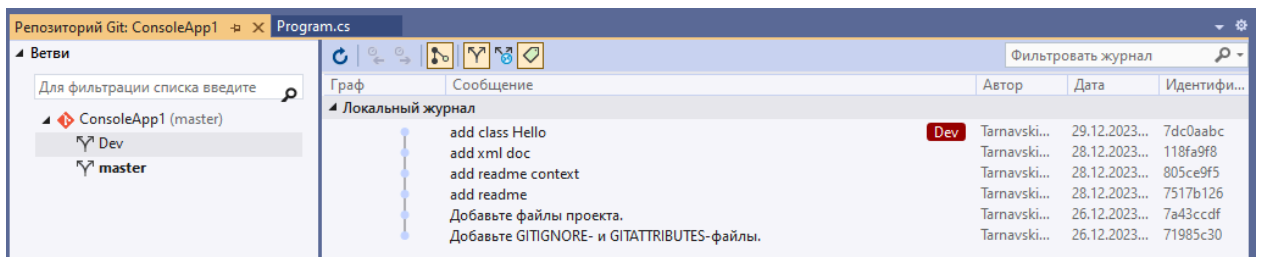 Репозиторий Git: ConsoleApp1 Program.cs
Ветви
Для фильтрации списка введите
ConsoleApp1 (master)
Dev
master
Фильтровать журнал
Граф Сообщение Автор Дата Идентифи...
Локальный журнал
add class Hello Dev Tarnavski... 29.12.2023... 7dc0aabc
add xml doc Tarnavski... 28.12.2023... 118fa9f8
add readme context Tarnavski... 28.12.2023... 805ce9f5
add readme Tarnavski... 28.12.2023... 7517b126
Добавьте файлы проекта. Tarnavski... 26.12.2023... 7a43ccdf
Добавьте GITIGNORE- и GITATTRIBUTES-файлы. Tarnavski... 26.12.2023... 71985c30